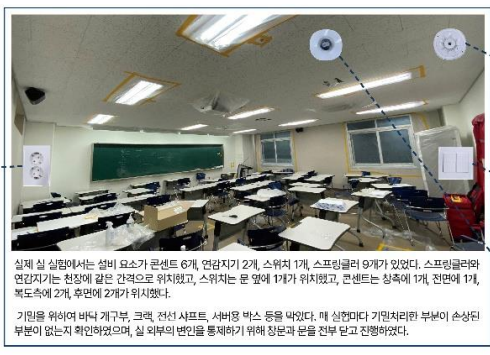 실제 실 실험에서는 설비 요소가 콘센트 6개, 연감지기 2개, 스위치 1개, 스프링클러 9개가 있었다. 스프링클러와
연감지기는 천장에 같은 간격으로 위치했고, 스위치는 문 옆에 1개가 위치했고, 콘센트는 창측에 1개, 전면에 1개,
복도측에 2개, 후면에 2개가 위치했다.
기밀을 위하여 바닥 개구부, 크랙, 전선 샤프트, 서버용 박스 등을 막았다. 매 실험마다 기밀처리한 부분이 손상된
부분이 없는지 확인하였으며, 실 외부의 변인을 통제하기 위해 창문과 문을 전부 닫고 진행하였다.